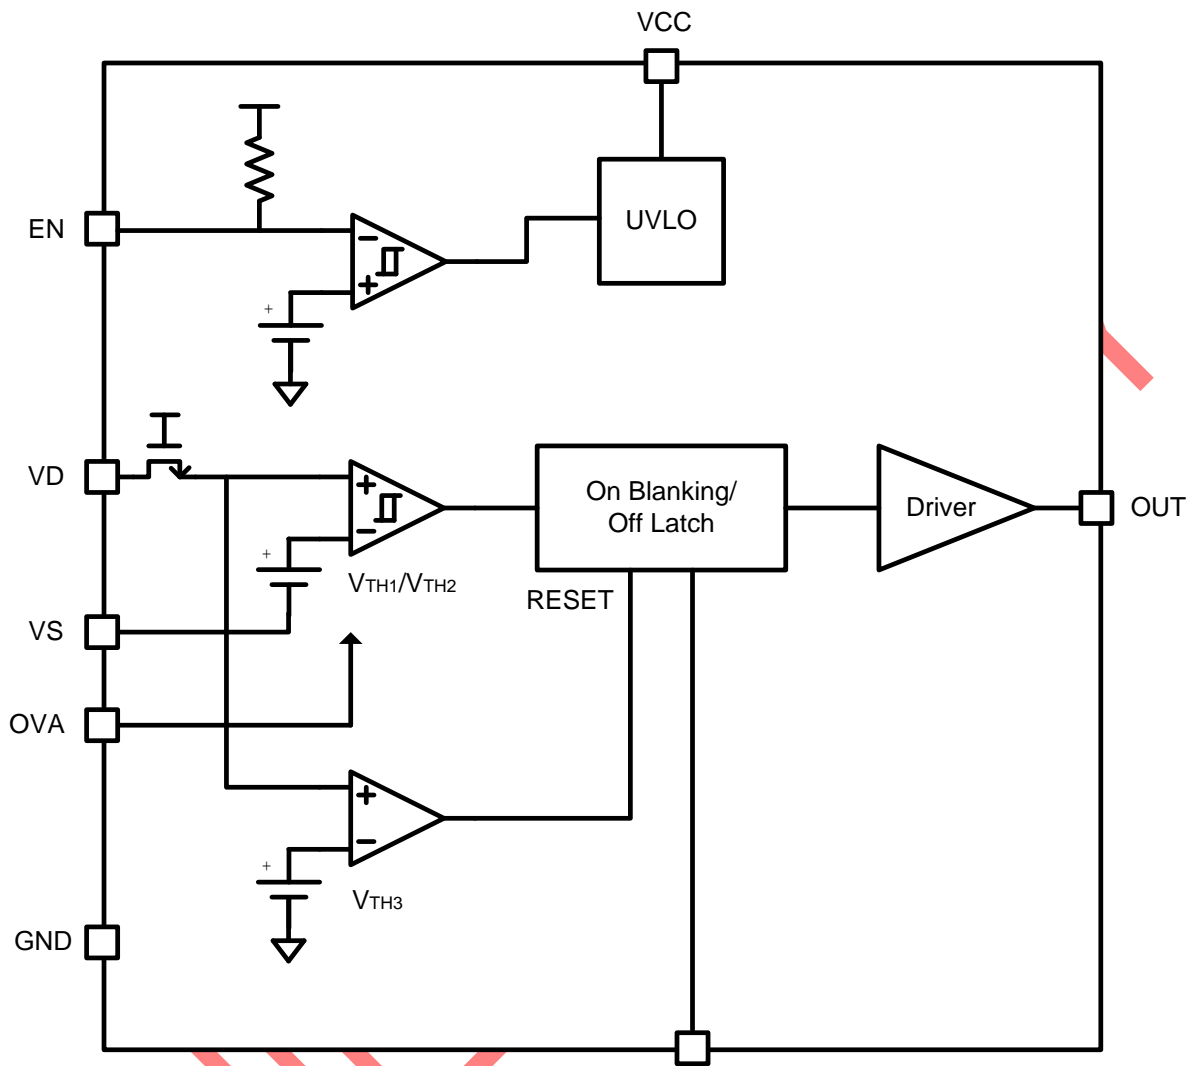 VCC
EN
UVLO
+
VD
On Blanking/
Off Latch
Driver
OUT
+
VTH1/VTH2
RESET
VS
OVA
+
VTH3
GND